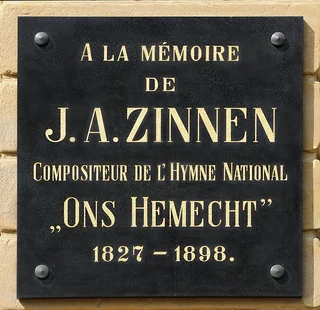 A LA MÉMOIRE
DE
J. A. ZINNEN
COMPOSITEUR DE L'HYMNE NATIONAL
„ONS HEMECHT”
1827 – 1898.